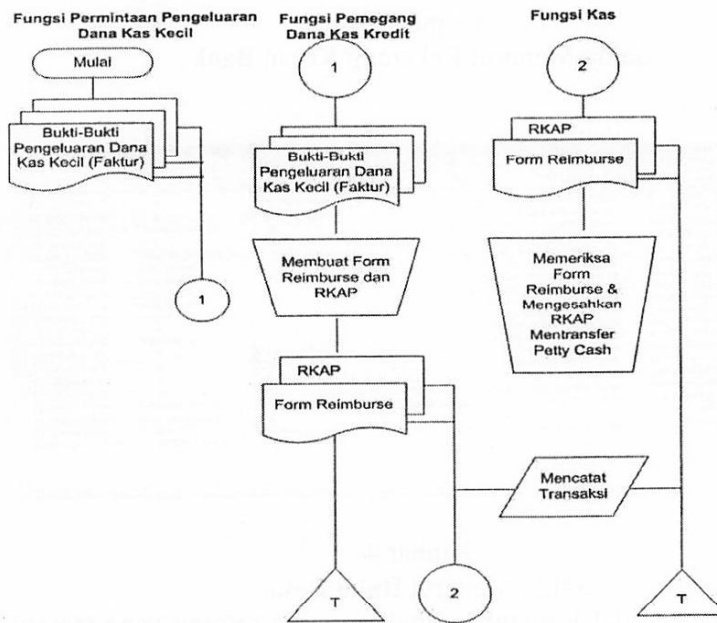 Fungsi Permintaan Pengeluaran
Dana Kas Kecil
Mulai
Bukti-Bukti
Pengeluaran Dana
Kas Kecil (Faktur)
1
Fungsi Pemegang
Dana Kas Kredit
1
Bukti-Bukti
Pengeluaran Dana
Kas Kecil (Faktur)
Membuat Form
Reimburse dan
RKAP
RKAP
Form Reimburse
T
2
Fungsi Kas
2
RKAP
Form Reimburse
Memeriksa
Form
Reimburse &
Mengesahkan
RKAP
Mentransfer
Petty Cash
Mencatat
Transaksi
T